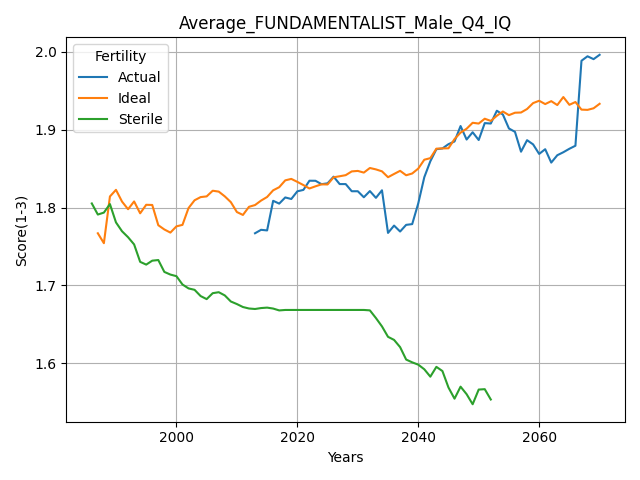 Average_FUNDAMENTALIST_Male_Q4_IQ
Fertility
Actual
Ideal
Sterile
Score(1-3)
2.0
1.9
1.8
1.7
1.6
2000
2020
2040
2060
Years